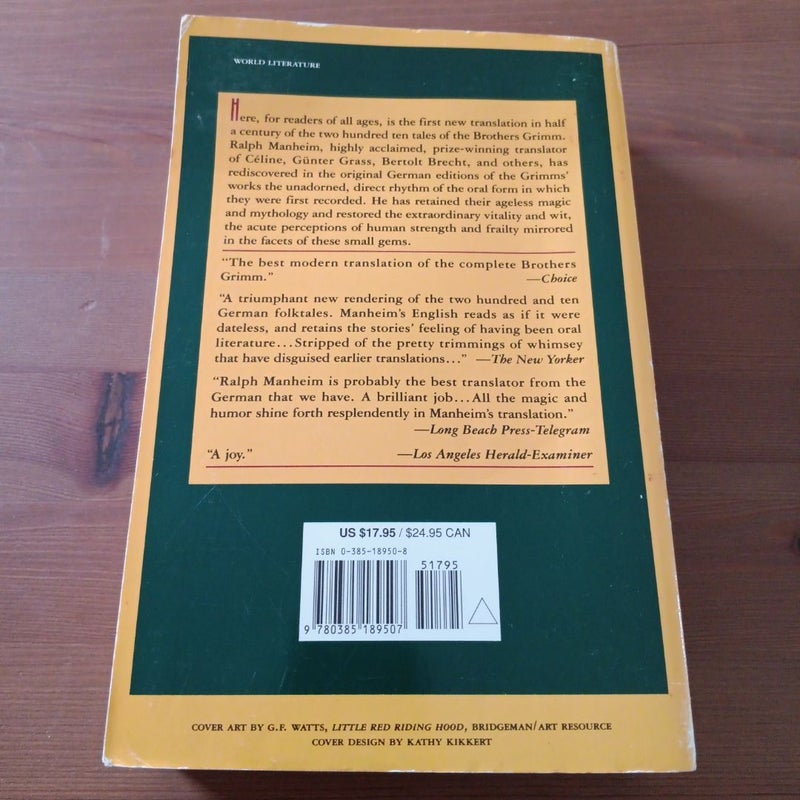 WORLD LITERATURE
Here, for readers of all ages, is the first new translation in half
a century of the two hundred ten tales of the Brothers Grimm.
Ralph Manheim, highly acclaimed, prize-winning translator
of Céline, Günter Grass, Bertolt Brecht, and others, has
rediscovered in the original German editions of the Grimms'
works the unadorned, direct rhythm of the oral form in which
they were first recorded. He has retained their ageless magic
and mythology and restored the extraordinary vitality and wit,
the acute perceptions of human strength and frailty mirrored
in the facets of these small gems.
"The best modern translation of the complete Brothers
Grimm." —Choice
"A triumphant new rendering of the two hundred and ten
German folktales. Manheim's English reads as if it were
dateless, and retains the stories' feeling of having been oral
literature...Stripped of the pretty trimmings of whimsey
that have disguised earlier translations..." —The New Yorker
"Ralph Manheim is probably the best translator from the
German that we have. A brilliant job...All the magic and
humor shine forth resplendently in Manheim's translation."
—Long Beach Press-Telegram
"A joy." —Los Angeles Herald-Examiner
US $17.95 / $24.95 CAN
ISBN 0-385-18950-8
51795
9 780385 189507
COVER ART BY G.F. WATTS, LITTLE RED RIDING HOOD, BRIDGEMAN/ART RESOURCE
COVER DESIGN BY KATHY KIKKERT